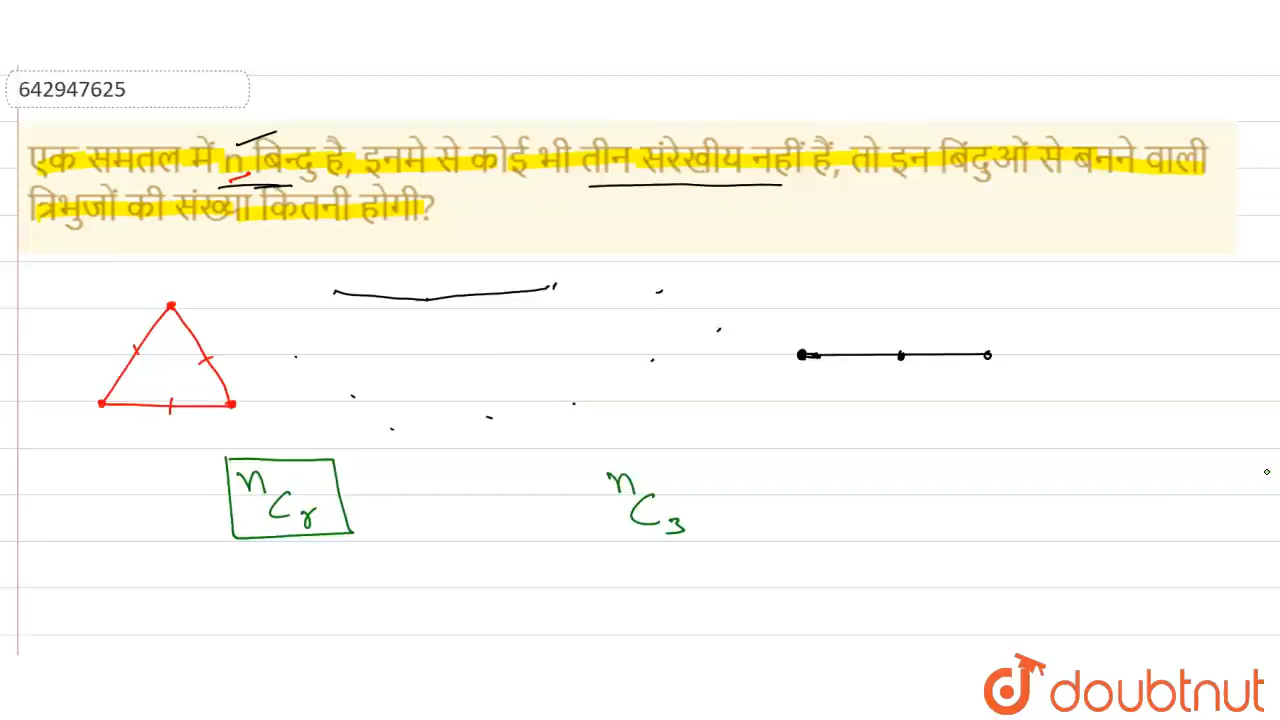 642947625
एक समतल में n बिन्दु है, इनमे से कोई भी तीन संरेखीय नहीं हैं, तो इन बिंदुओं से बनने वाली
त्रिभुजों की संख्या कितनी होगी?
nCr nC3
doubtnut